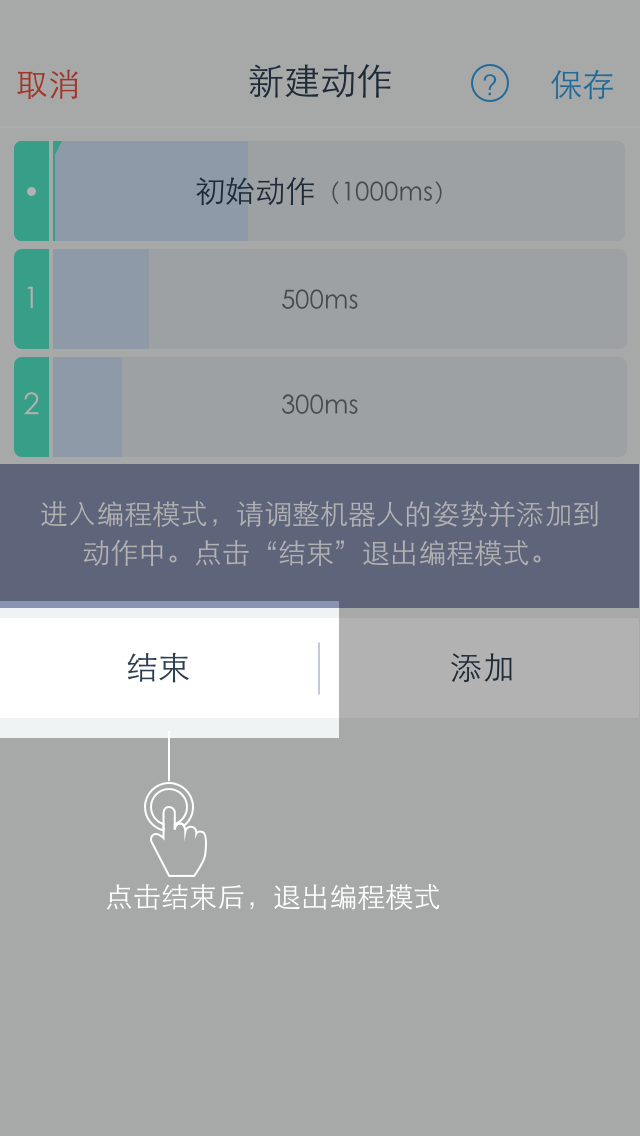 取消
新建动作
?
保存
初始动作（1000ms）
1
500ms
2
300ms
进入编程模式，请调整机器人的姿势并添加到
动作中。点击“结束”退出编程模式。
结束
添加
点击结束后，退出编程模式